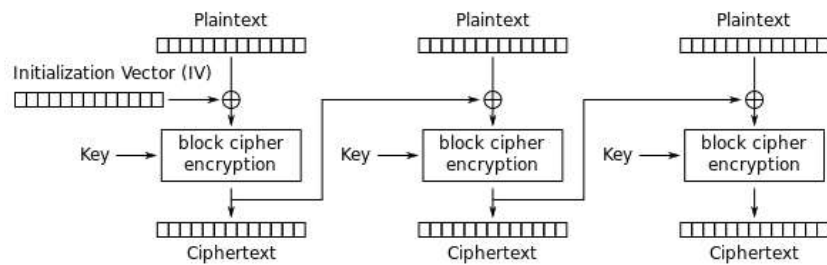 Plaintext
Plaintext
Plaintext
Initialization Vector (IV)
Key
block cipher
encryption
Key
block cipher
encryption
Key
block cipher
encryption
Ciphertext
Ciphertext
Ciphertext